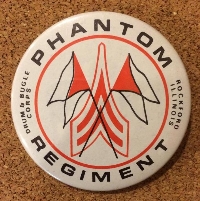 PHANTOM
REGIMENT
DRUM & BUGLE
CORPS
ROCKFORD
ILLINOIS